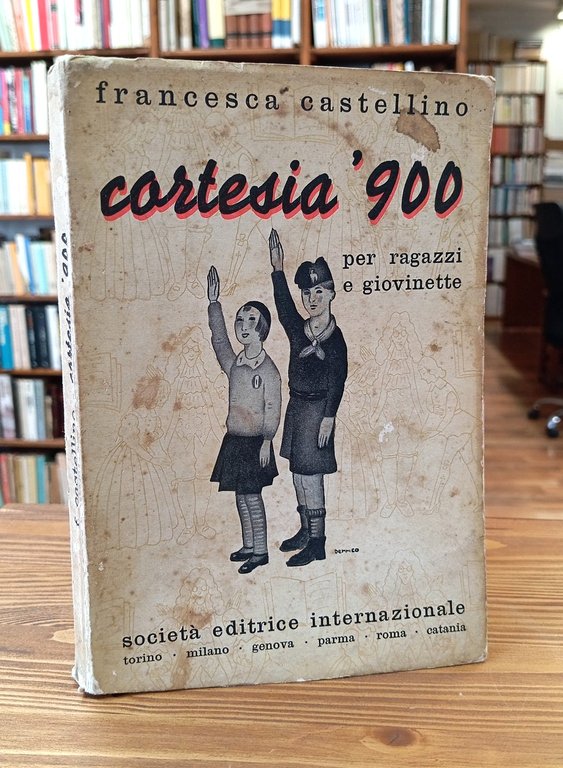 francesca castellino
cortesia '900
per ragazzi
e giovinette
società editrice internazionale
torino · milano · genova · parma · roma · catania
f. castellino - cortesia '900